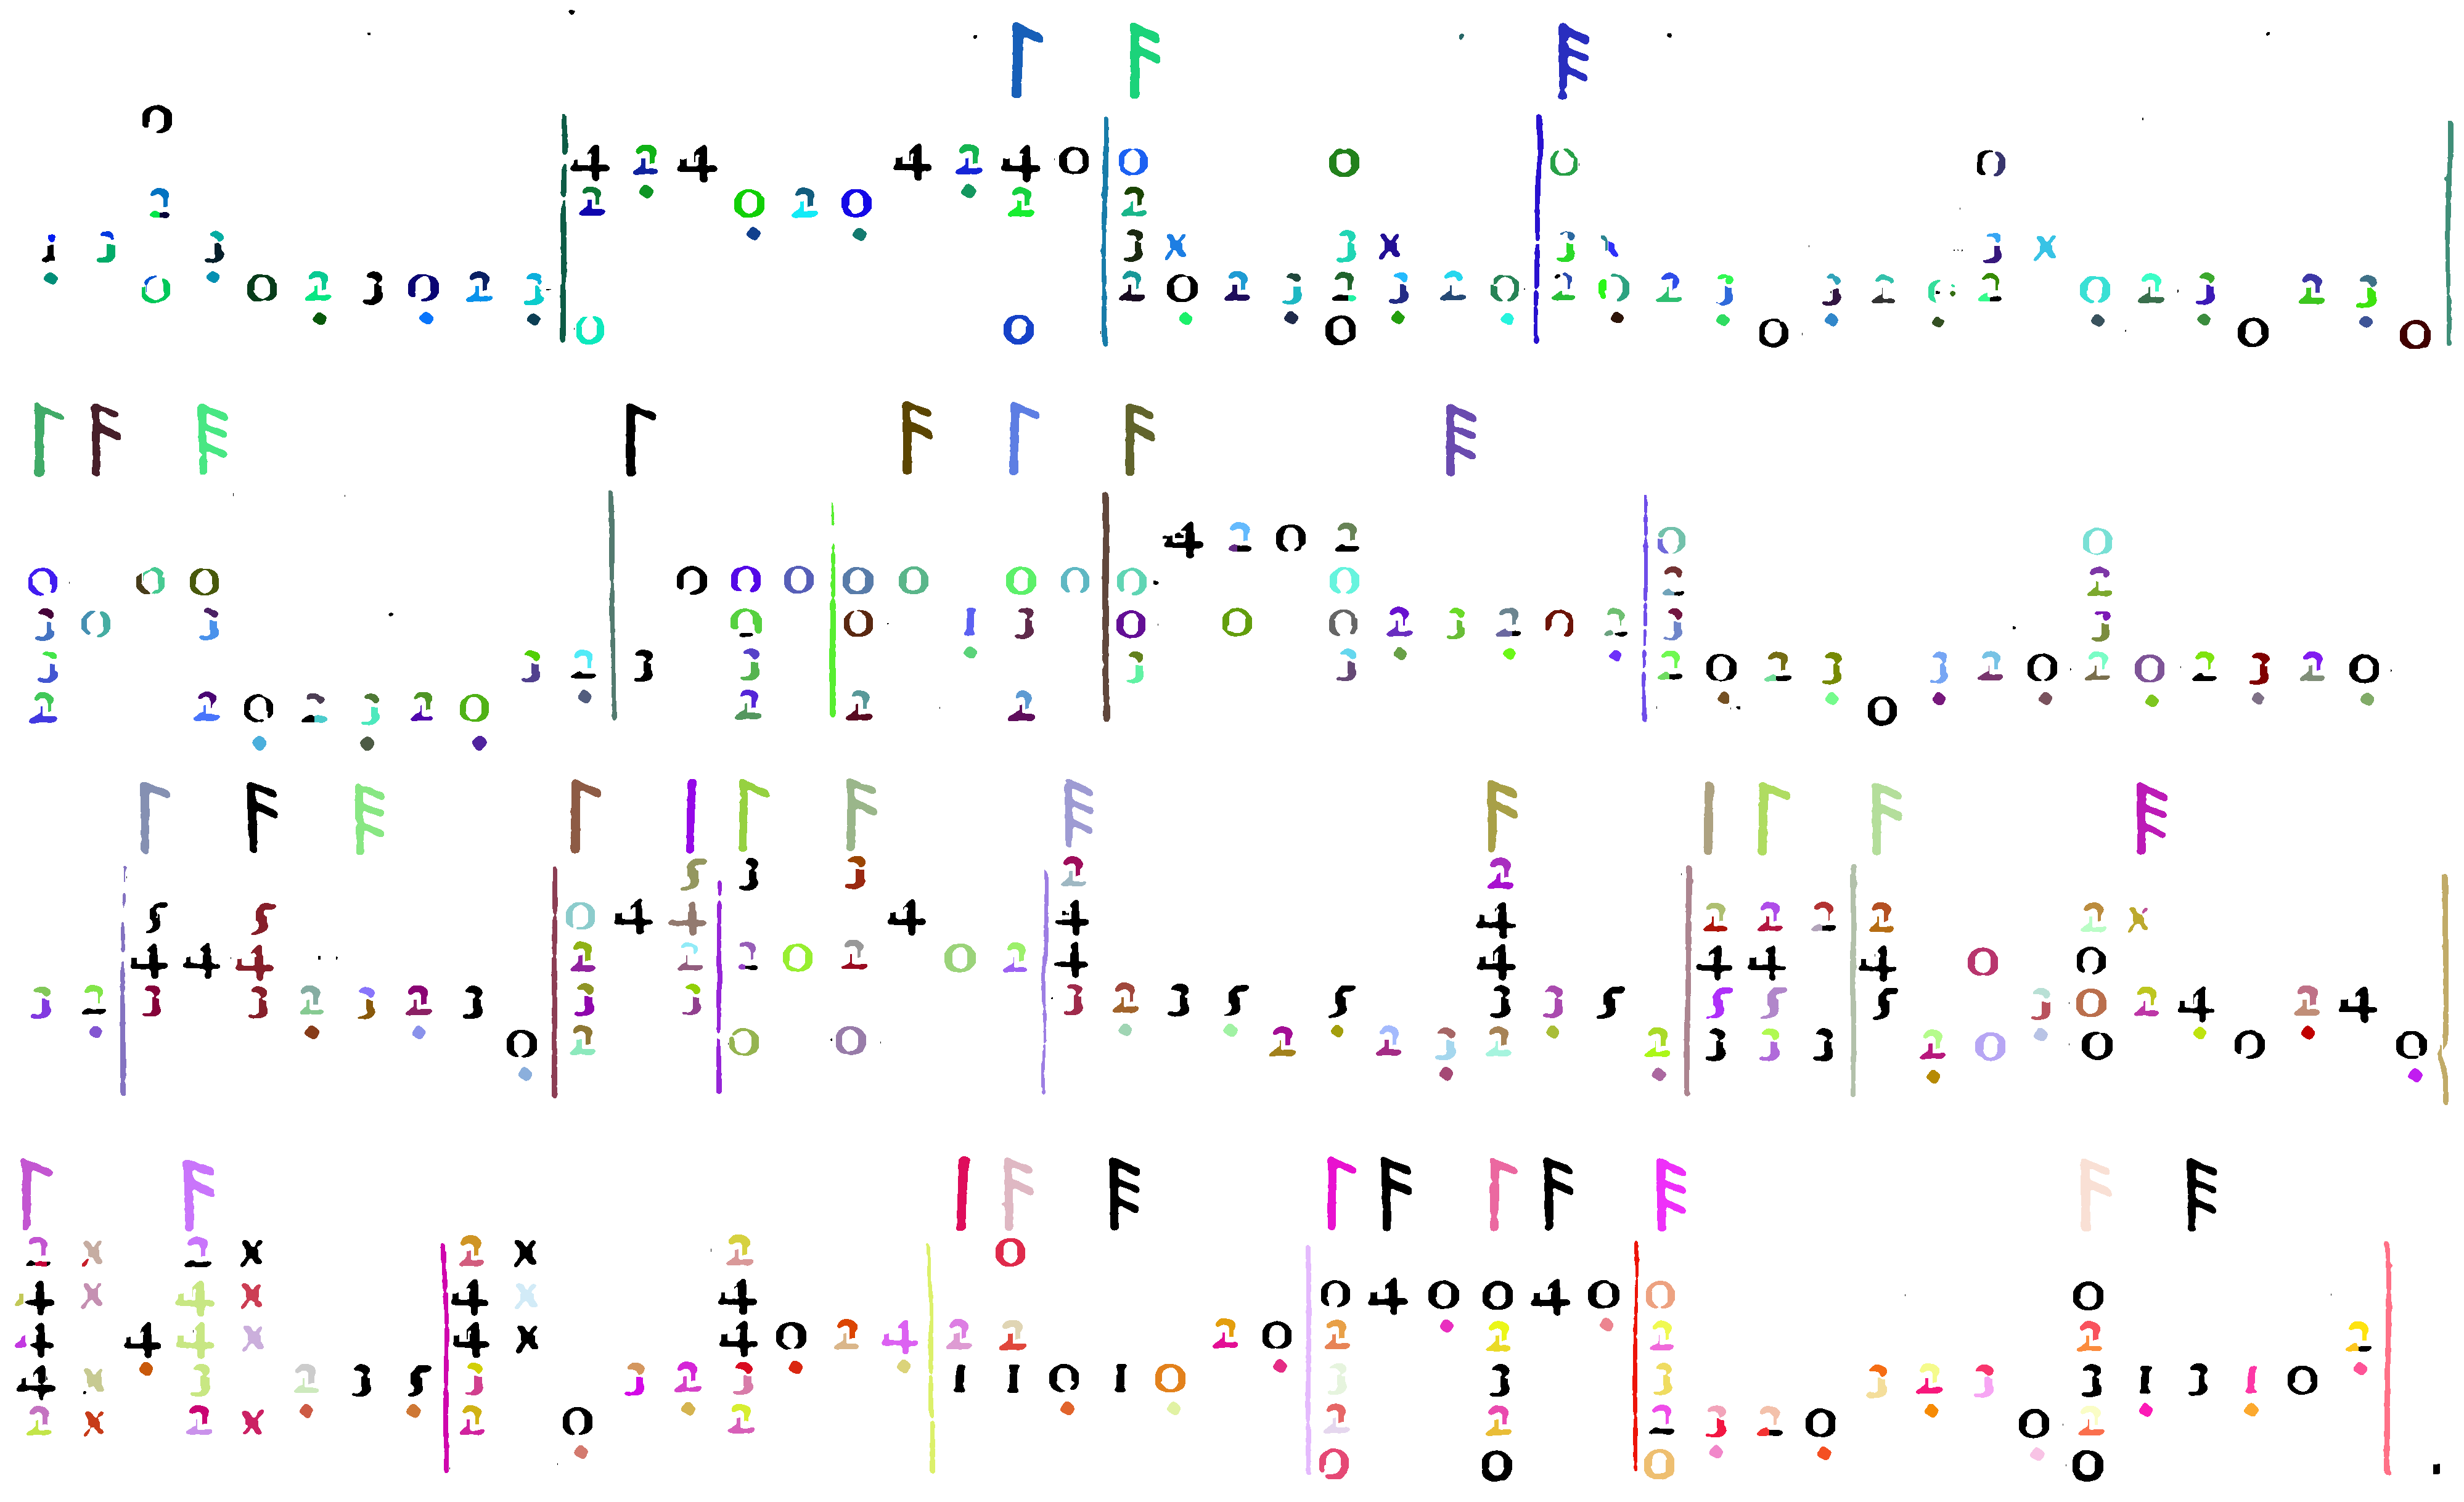 0
4 2 4 4 2 4 0 0 0 0 0
2 2 0 2 0 2 2
i 3 3 3 x 3 x 3 x 3 x
0 0 2 3 0 2 3 2 0 2 3 2 3 2 0 2 0 2 3 3 2 0 2 0 2 3 2 3
0 0 0 0 0 0
4 2 0 2 0 0
0 0 0 0 0 0 0 0 0 0 0 0 2 2
3 0 3 0 0 1 3 0 0 0 2 3 2 0 2 3 3
3 3 2 3 3 3 3 2 0 2 3 3 2 0 2 0 2 3 2 0
2 2 0 2 3 2 0 2 2 2 0
5 3 3 2 2
5 5 0 4 4 4 4 4 2 2 2 2 2 x
4 4 4 2 2 2 0 2 0 2 4 4 4 4 4 0 0
3 2 3 3 2 3 2 3 3 3 3 2 3 5 5 3 3 5 5 5 5 3 0 2 4 2 4
0 2 0 0 2 2 3 2 2 3 3 3 2 0 0 0 0
2 x 2 x 2 x 2 0
4 x 4 x 4 x 4 0 4 0 0 4 0 0 0
4 4 4 x 4 x 4 0 2 4 2 2 2 0 2 2 2 2 2
4 x 3 2 3 5 3 3 2 3 1 1 0 1 0 3 3 3 3 2 3 3 1 3 1 0
2 x 2 x 2 0 2 2 2 2 3 2 0 0 2
0 0 0 0